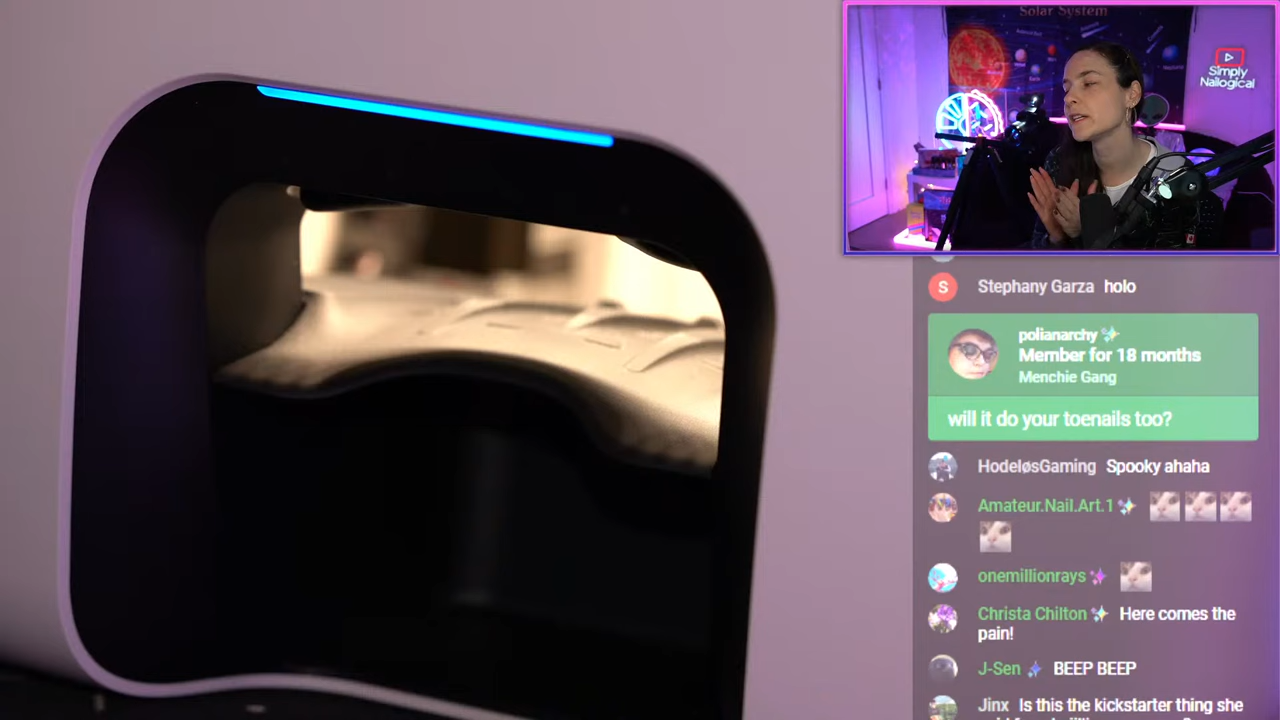 Solar System
Simply
Nailogical
S Stephany Garza holo
polianarchy
Member for 18 months
Menchie Gang
will it do your toenails too?
HodeløsGaming Spooky ahaha
Amateur.Nail.Art.1
onemillionrays
Christa Chilton Here comes the
pain!
J-Sen BEEP BEEP
Jinx Is this the kickstarter thing she